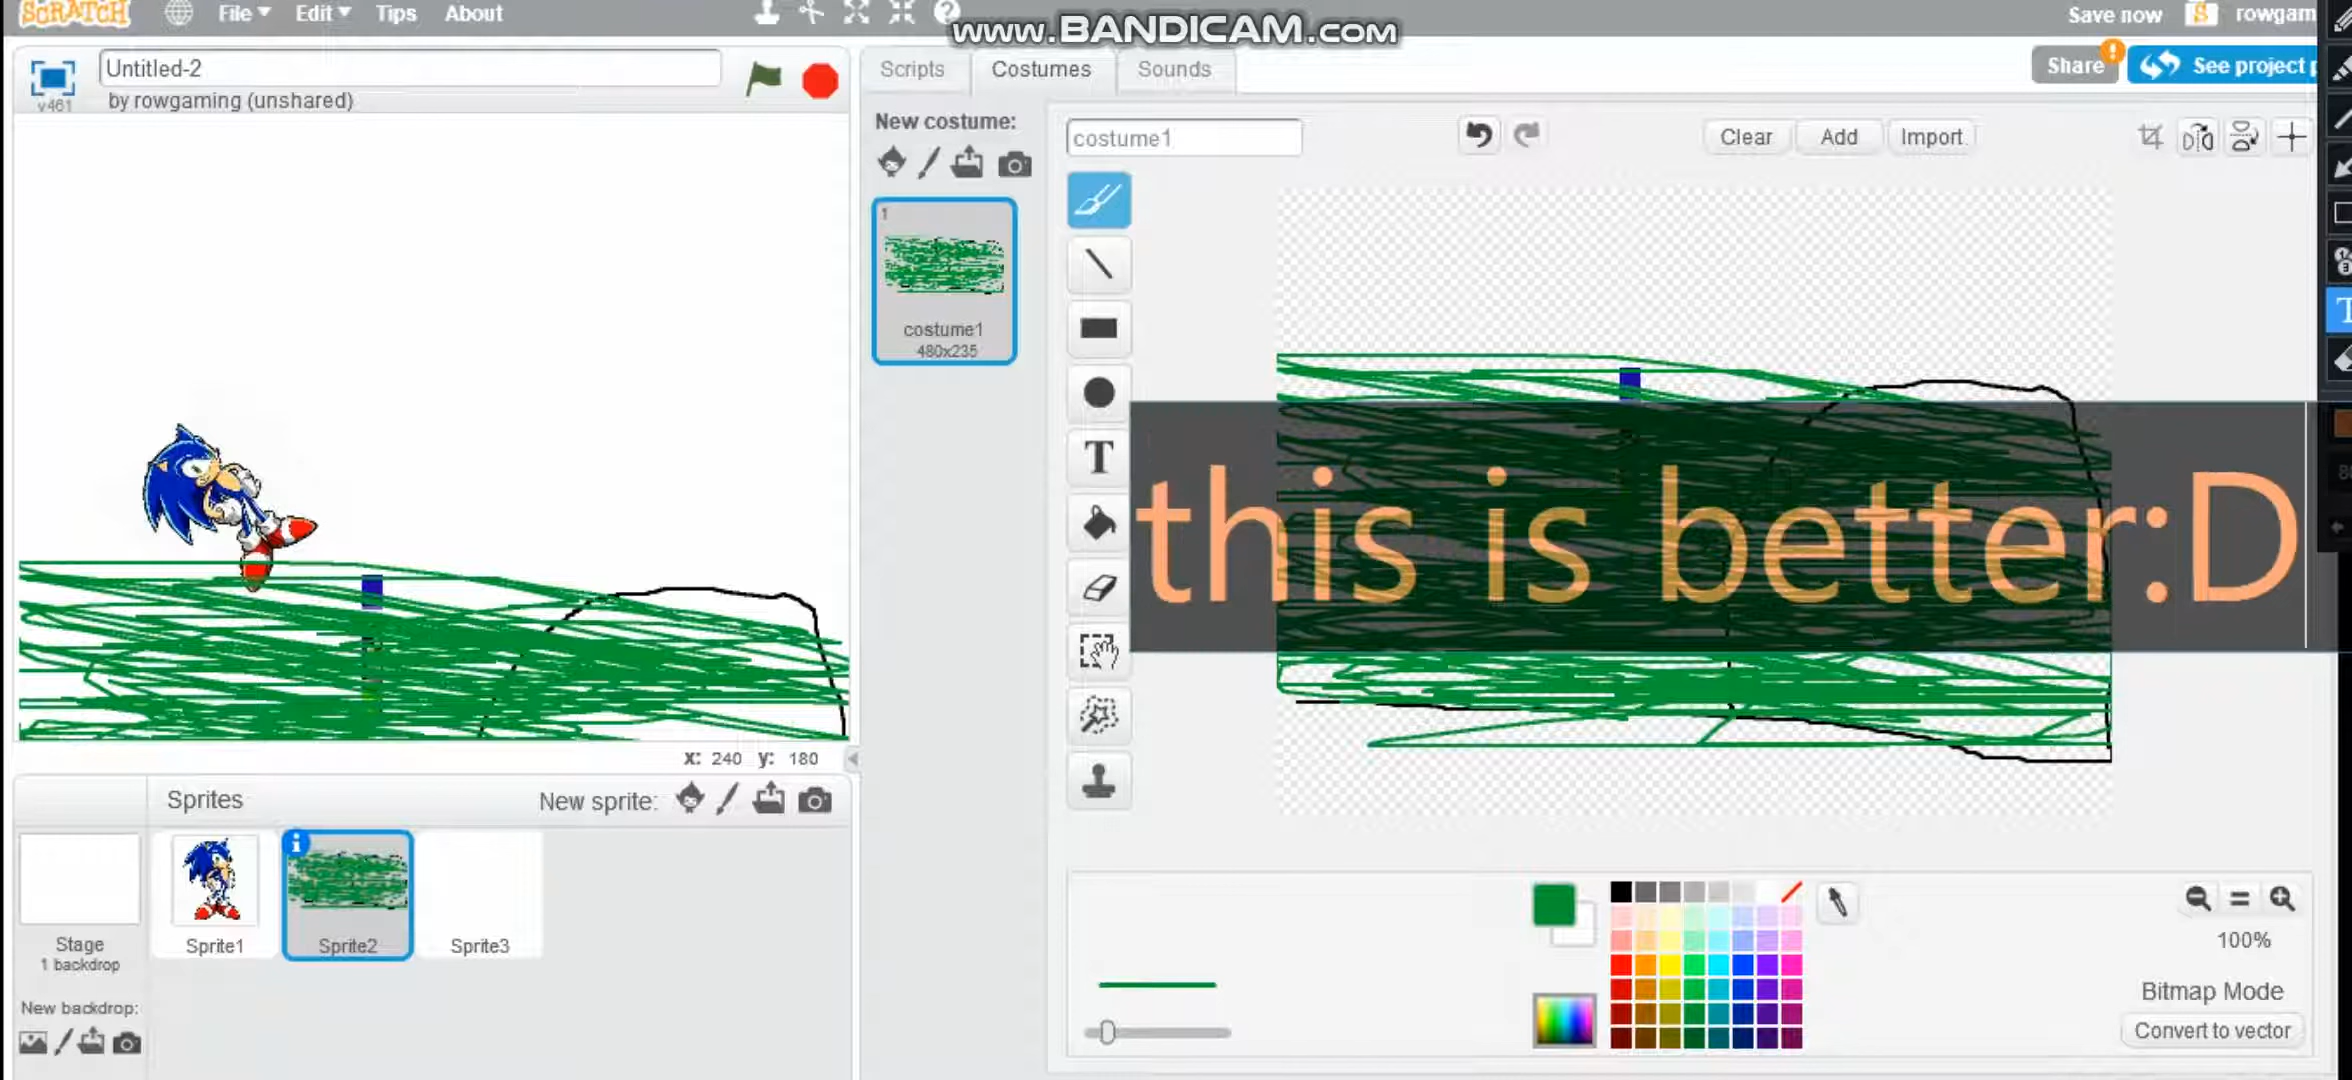 SCRATCH
File
Edit
Tips
About
www.BANDICAM.com
Save now
rowgam
Untitled-2
v461
by rowgaming (unshared)
Scripts
Costumes
Sounds
Share
See project p
New costume:
costume1
Clear
Add
Import
1
costume1
480x235
T
this is better:D
x: 240 y: 180
Sprites
New sprite:
Stage
1 backdrop
Sprite1
Sprite2
Sprite3
New backdrop:
100%
Bitmap Mode
Convert to vector